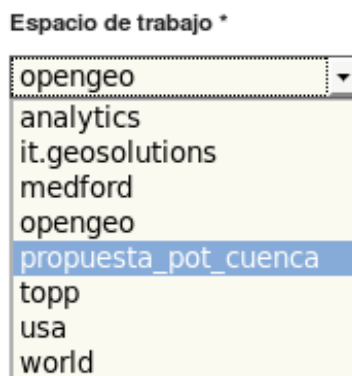 Espacio de trabajo *
opengeo
analytics
it.geosolutions
medford
opengeo
propuesta_pot_cuenca
topp
usa
world